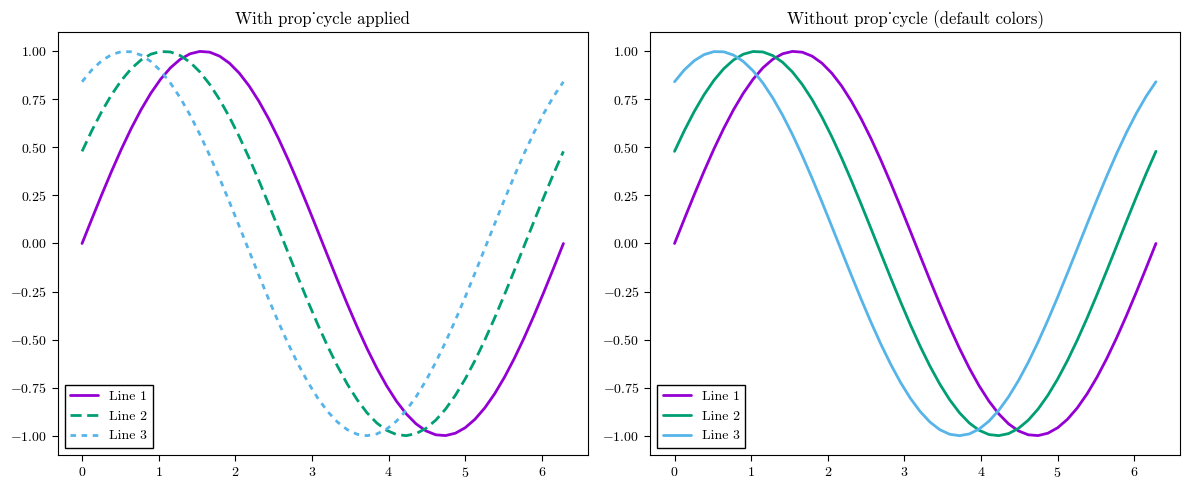 With prop˙cycle applied
1.00
0.75
0.50
0.25
0.00
−0.25
−0.50
−0.75
−1.00
0 1 2 3 4 5 6
Line 1
Line 2
Line 3
Without prop˙cycle (default colors)
1.00
0.75
0.50
0.25
0.00
−0.25
−0.50
−0.75
−1.00
0 1 2 3 4 5 6
Line 1
Line 2
Line 3